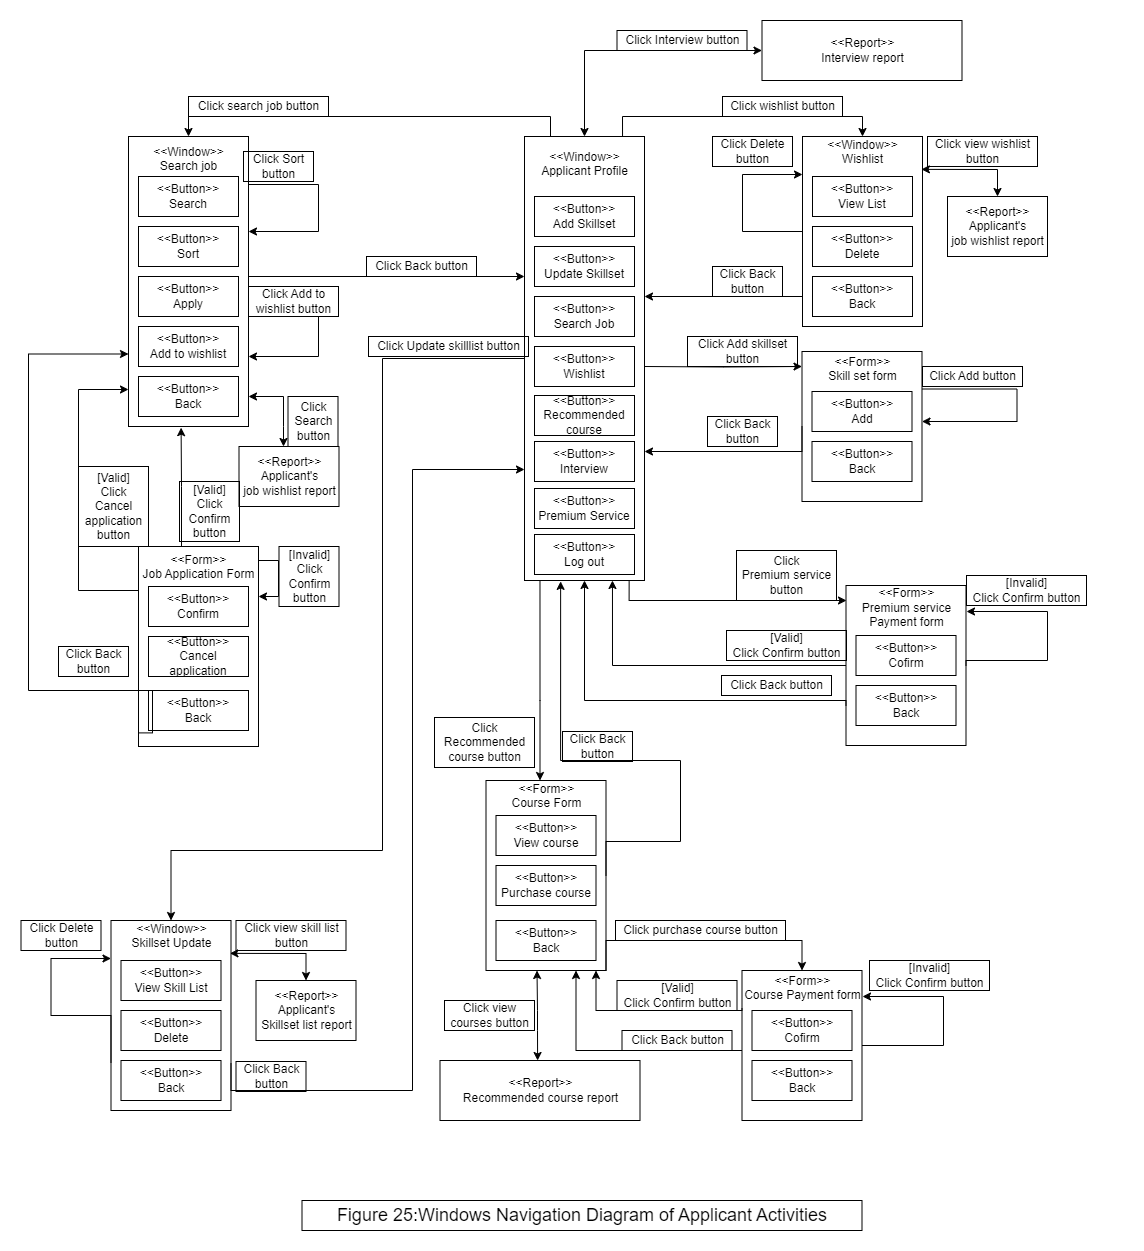 Click Interview button
<<Report>>
Interview report
Click search job button
Click wishlist button
<<Window>>
Search job
Click Sort
button
<<Button>>
Search
<<Button>>
Sort
<<Button>>
Apply
<<Button>>
Add to wishlist
<<Button>>
Back
Click Back button
Click Add to
wishlist button
Click Update skilllist button
Click
Search
button
<<Report>>
Applicant's
job wishlist report
<<Window>>
Applicant Profile
<<Button>>
Add Skillset
<<Button>>
Update Skillset
<<Button>>
Search Job
<<Button>>
Wishlist
<<Button>>
Recommended
course
<<Button>>
Interview
<<Button>>
Premium Service
<<Button>>
Log out
Click Delete
button
<<Window>>
Wishlist
<<Button>>
View List
<<Button>>
Delete
<<Button>>
Back
Click view wishlist
button
<<Report>>
Applicant's
job wishlist report
Click Back
button
Click Add skillset
button
<<Form>>
Skill set form
<<Button>>
Add
<<Button>>
Back
Click Add button
Click Back
button
[Valid]
Click
Cancel
application
button
[Valid]
Click
Confirm
button
[Invalid]
Click
Confirm
button
<<Form>>
Job Application Form
<<Button>>
Confirm
<<Button>>
Cancel
application
<<Button>>
Back
Click Back
button
Click
Premium service
button
<<Form>>
Premium service
Payment form
<<Button>>
Cofirm
<<Button>>
Back
[Invalid]
Click Confirm button
[Valid]
Click Confirm button
Click Back button
Click
Recommended
course button
Click Back
button
<<Form>>
Course Form
<<Button>>
View course
<<Button>>
Purchase course
<<Button>>
Back
Click purchase course button
Click Delete
button
<<Window>>
Skillset Update
<<Button>>
View Skill List
<<Button>>
Delete
<<Button>>
Back
Click view skill list
button
<<Report>>
Applicant's
Skillset list report
Click Back
button
Click view
courses button
<<Report>>
Recommended course report
[Valid]
Click Confirm button
Click Back button
<<Form>>
Course Payment form
<<Button>>
Cofirm
<<Button>>
Back
[Invalid]
Click Confirm button
Figure 25:Windows Navigation Diagram of Applicant Activities